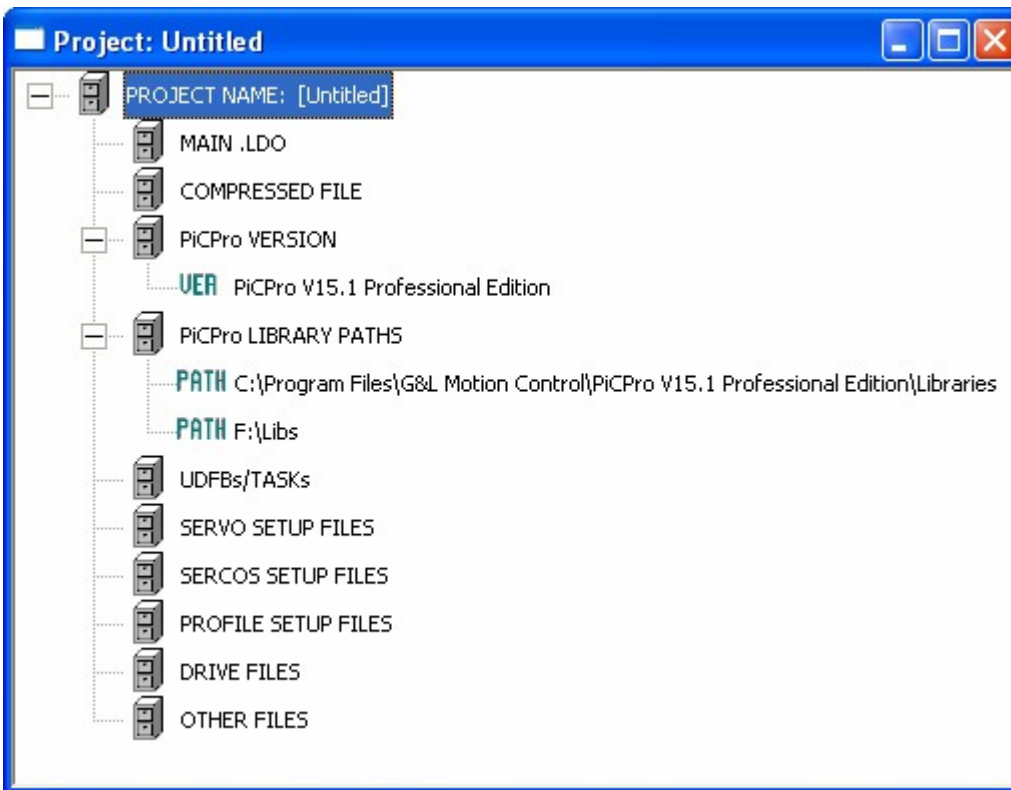 Project: Untitled
PROJECT NAME: [Untitled]
MAIN .LDO
COMPRESSED FILE
PiCPro VERSION
VER PiCPro V15.1 Professional Edition
PiCPro LIBRARY PATHS
PATH C:\Program Files\G&L Motion Control\PiCPro V15.1 Professional Edition\Libraries
PATH F:\Libs
UDFBs/TASKs
SERVO SETUP FILES
SERCOS SETUP FILES
PROFILE SETUP FILES
DRIVE FILES
OTHER FILES